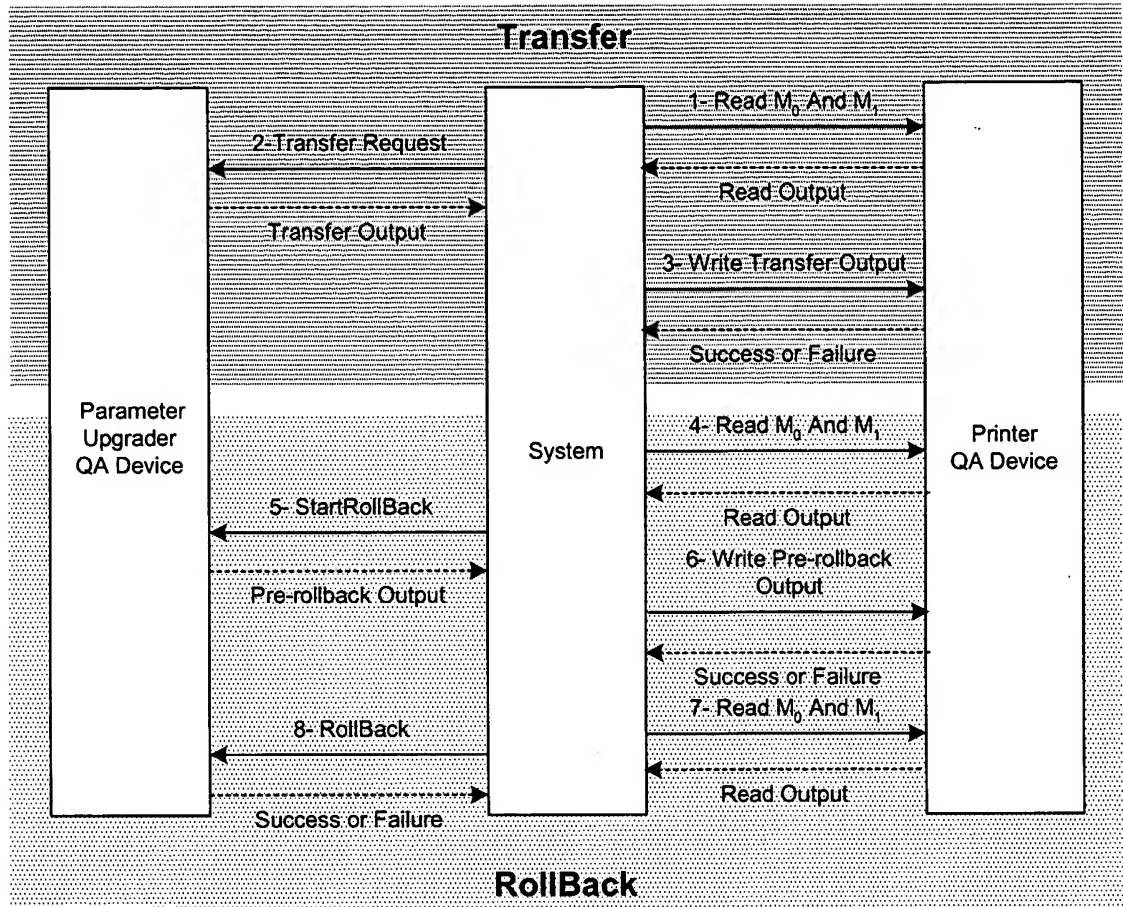 Transfer
1- Read M₀ And M₁
2-Transfer Request
Read Output
Transfer Output
3- Write Transfer Output
Success or Failure
Parameter
Upgrader
QA Device
System
Printer
QA Device
4- Read M₀ And M₁
Read Output
5- StartRollBack
6- Write Pre-rollback
Output
Pre-rollback Output
Success or Failure
7- Read M₀ And M₁
8- RollBack
Read Output
Success or Failure
RollBack